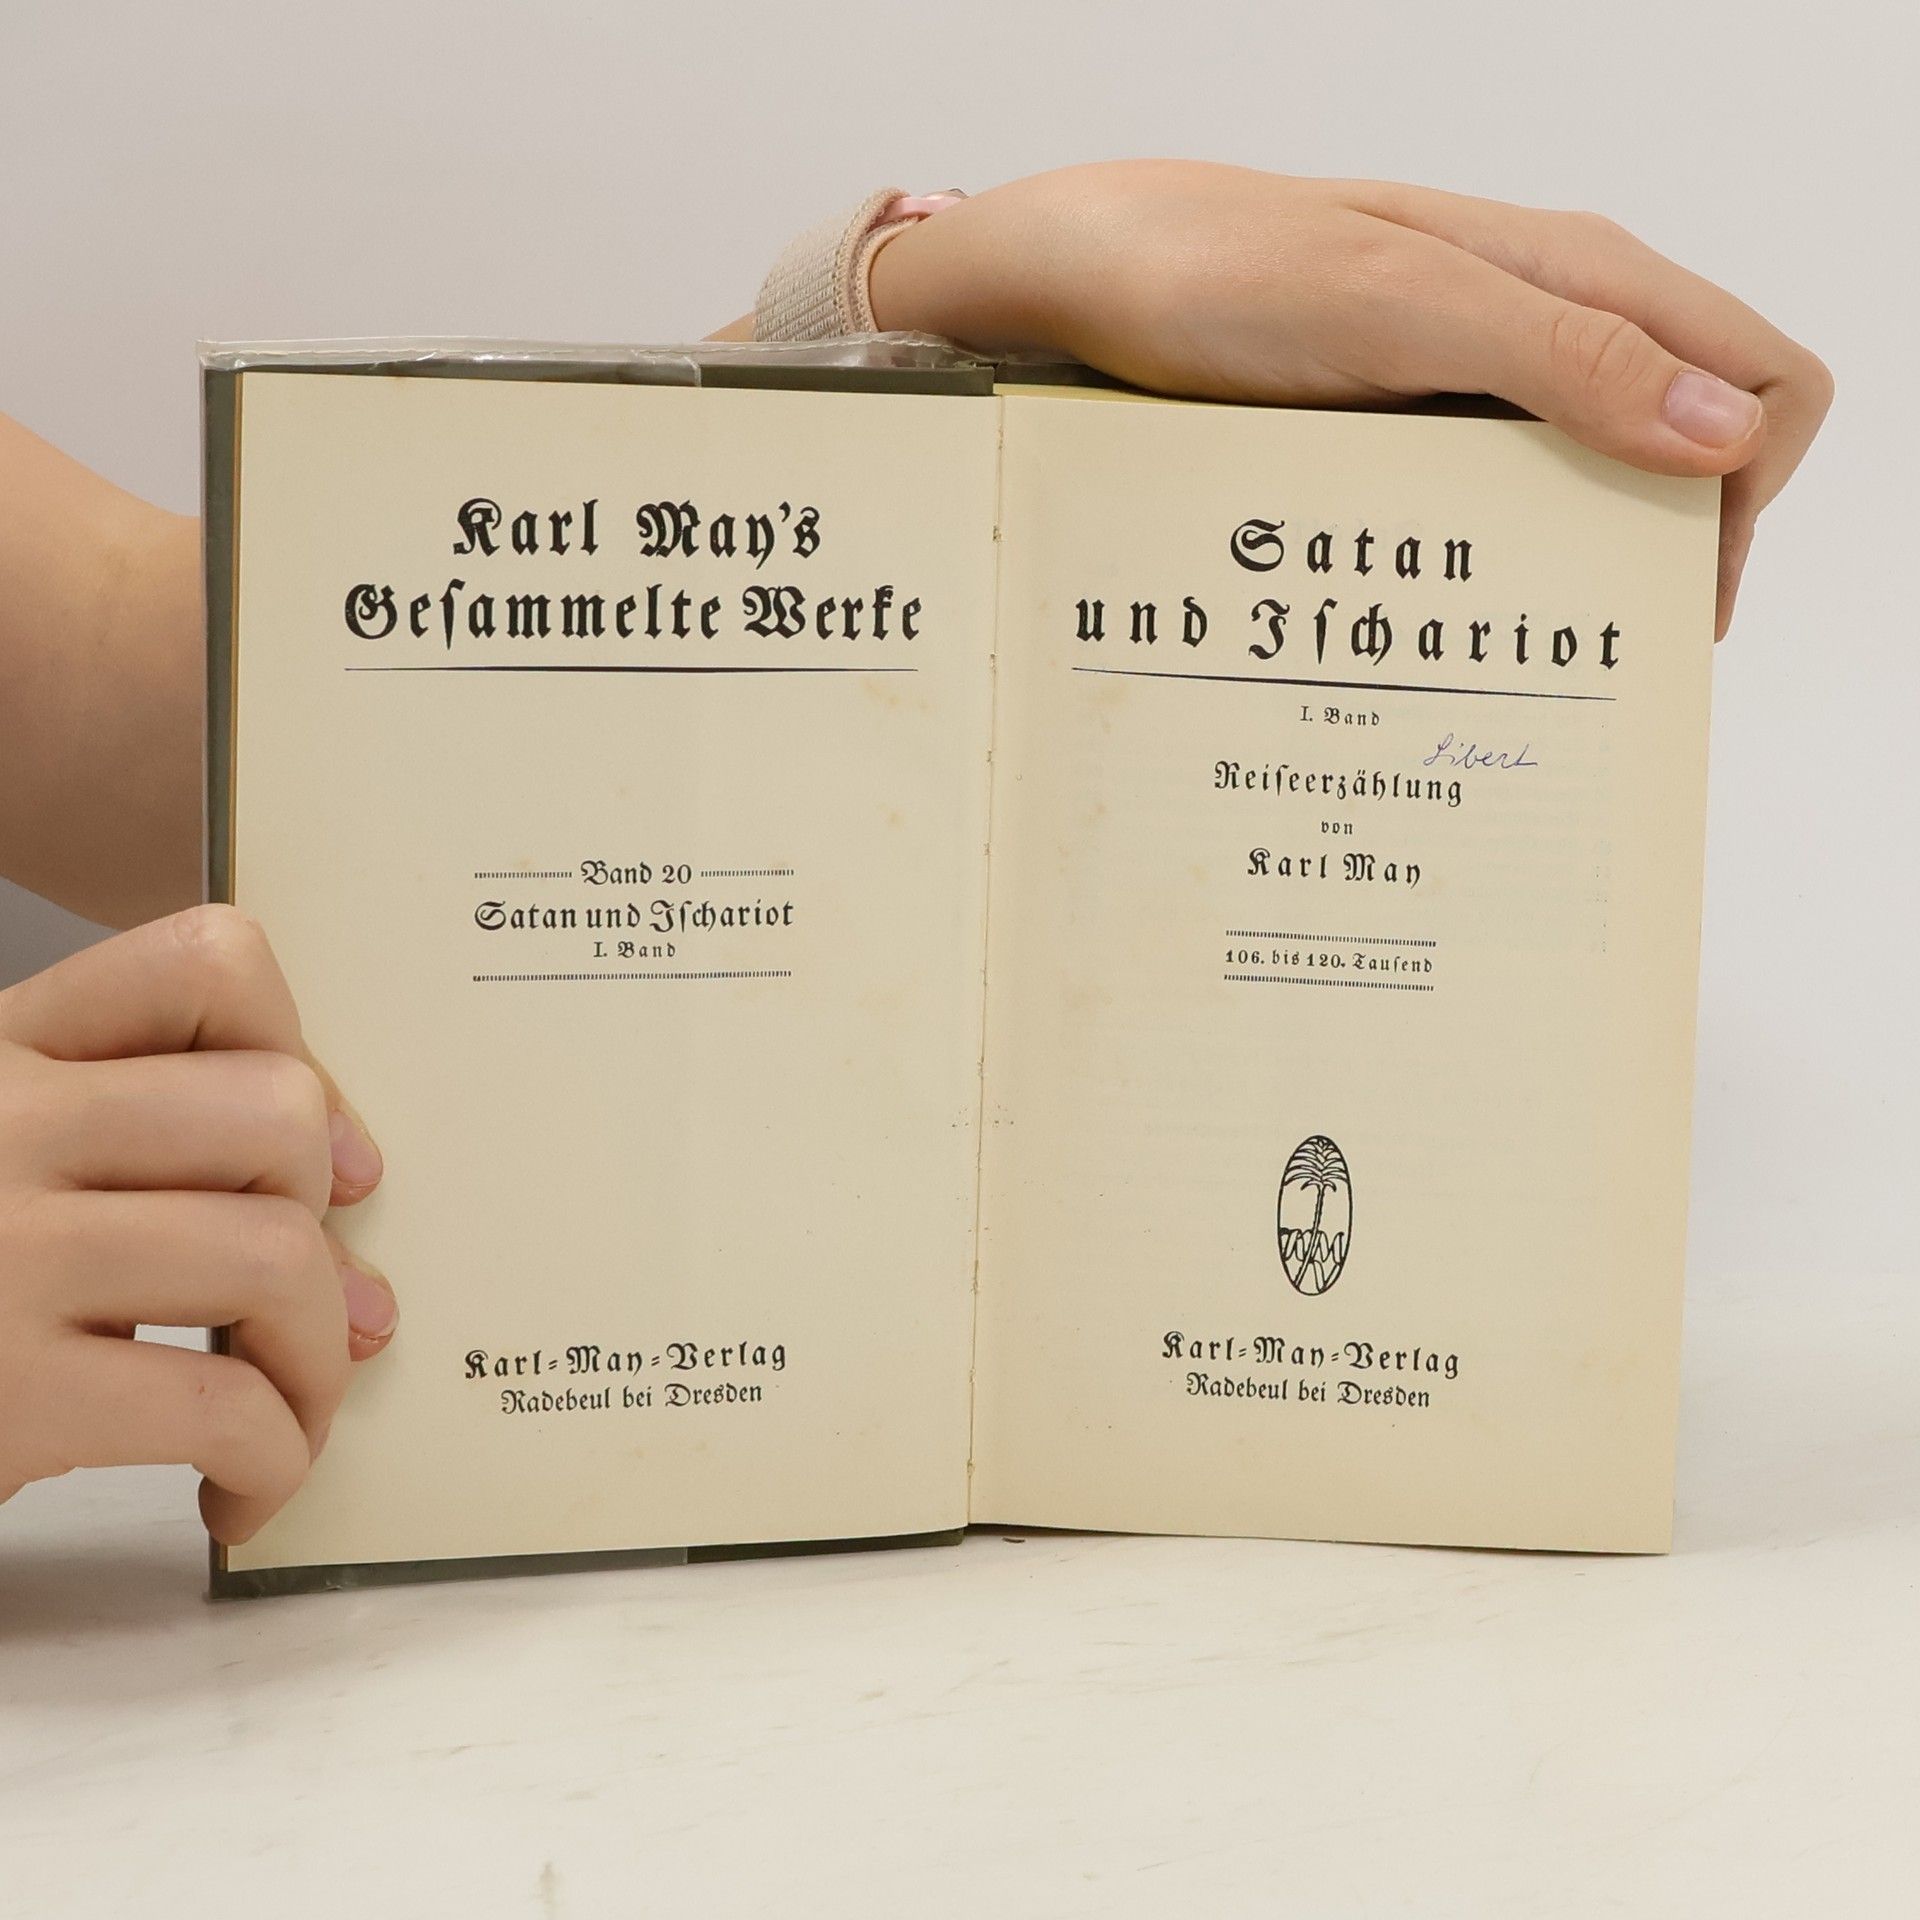 Karl May's
Geſammelte Werke
Band 20
Satan und Iſchariot
I. Band
Karl-May-Verlag
Radebeul bei Dresden
Satan
und Iſchariot
I. Band
Libert
Reiſeerzählung
von
Karl May
106. bis 120. Tauſend
Karl-May-Verlag
Radebeul bei Dresden